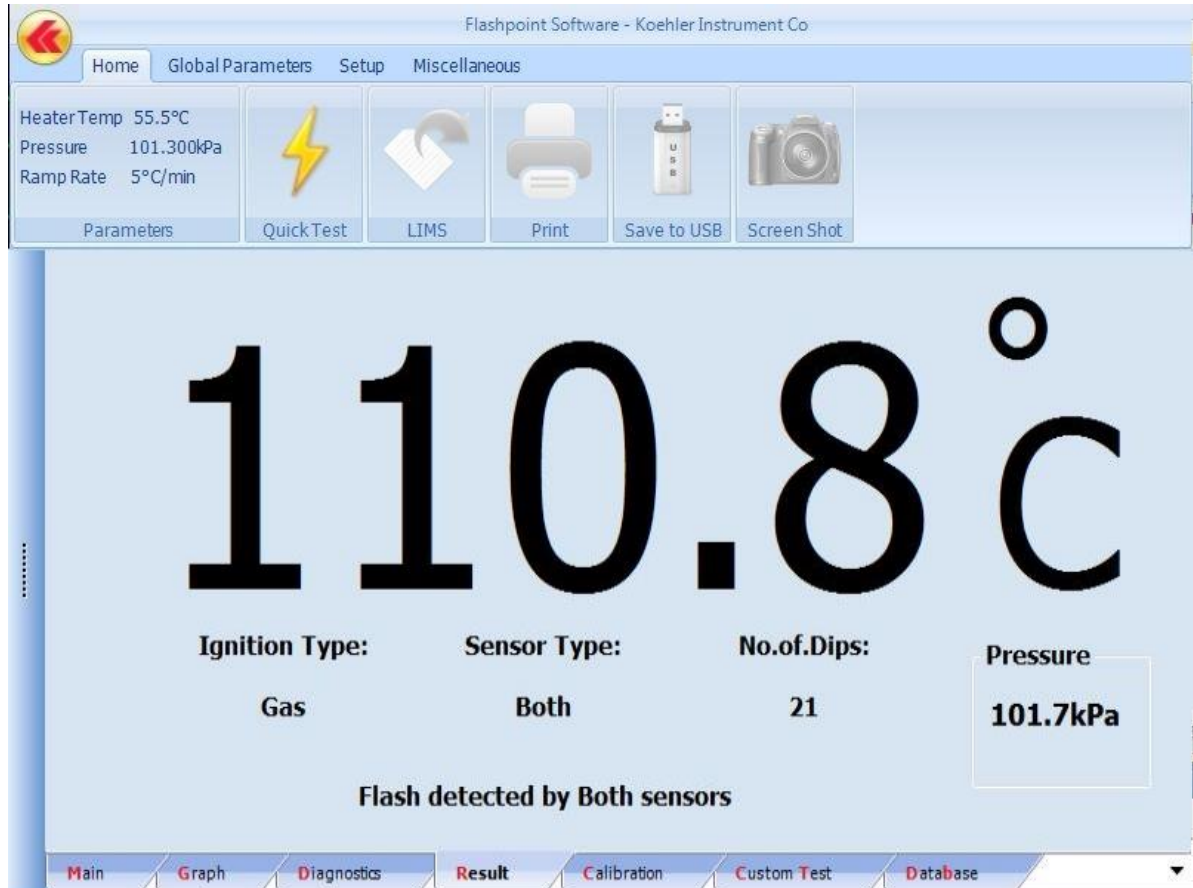 Flashpoint Software - Koehler Instrument Co
Home Global Parameters Setup Miscellaneous
Heater Temp 55.5°C
Pressure 101.300kPa
Ramp Rate 5°C/min
USB
Parameters Quick Test LIMS Print Save to USB Screen Shot
110.8°C
Ignition Type: Sensor Type: No.of.Dips: Pressure
Gas Both 21 101.7kPa
Flash detected by Both sensors
Main Graph Diagnostics Result Calibration Custom Test Database